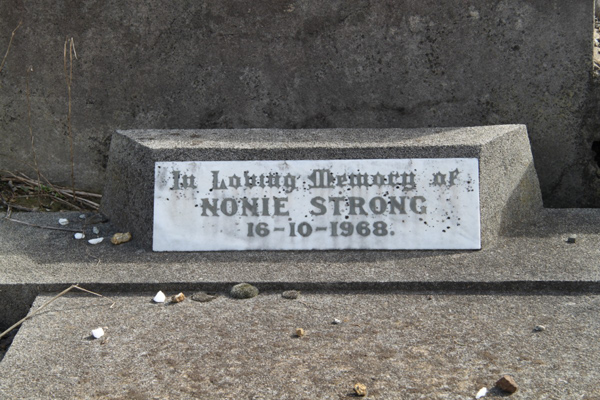 In Loving Memory of
NONIE STRONG
16-10-1968.